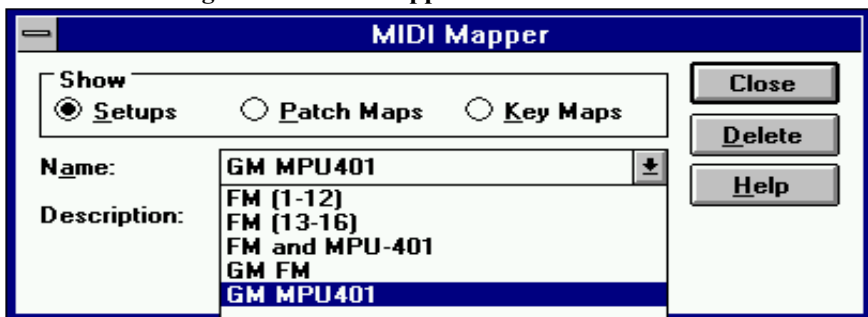 MIDI Mapper
Show
Setups
Patch Maps
Key Maps
Close
Delete
Help
Name:
GM MPU401
Description:
FM (1-12)
FM (13-16)
FM and MPU-401
GM FM
GM MPU401